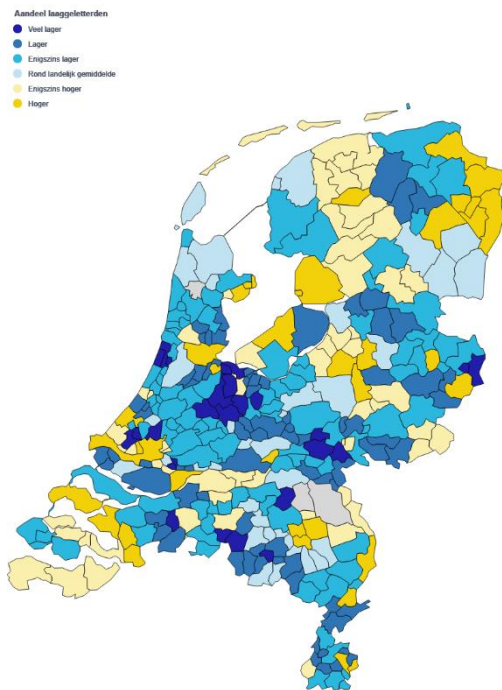 Aandeel laaggeletterden
Veel lager
Lager
Enigszins lager
Rond landelijk gemiddelde
Enigszins hoger
Hoger